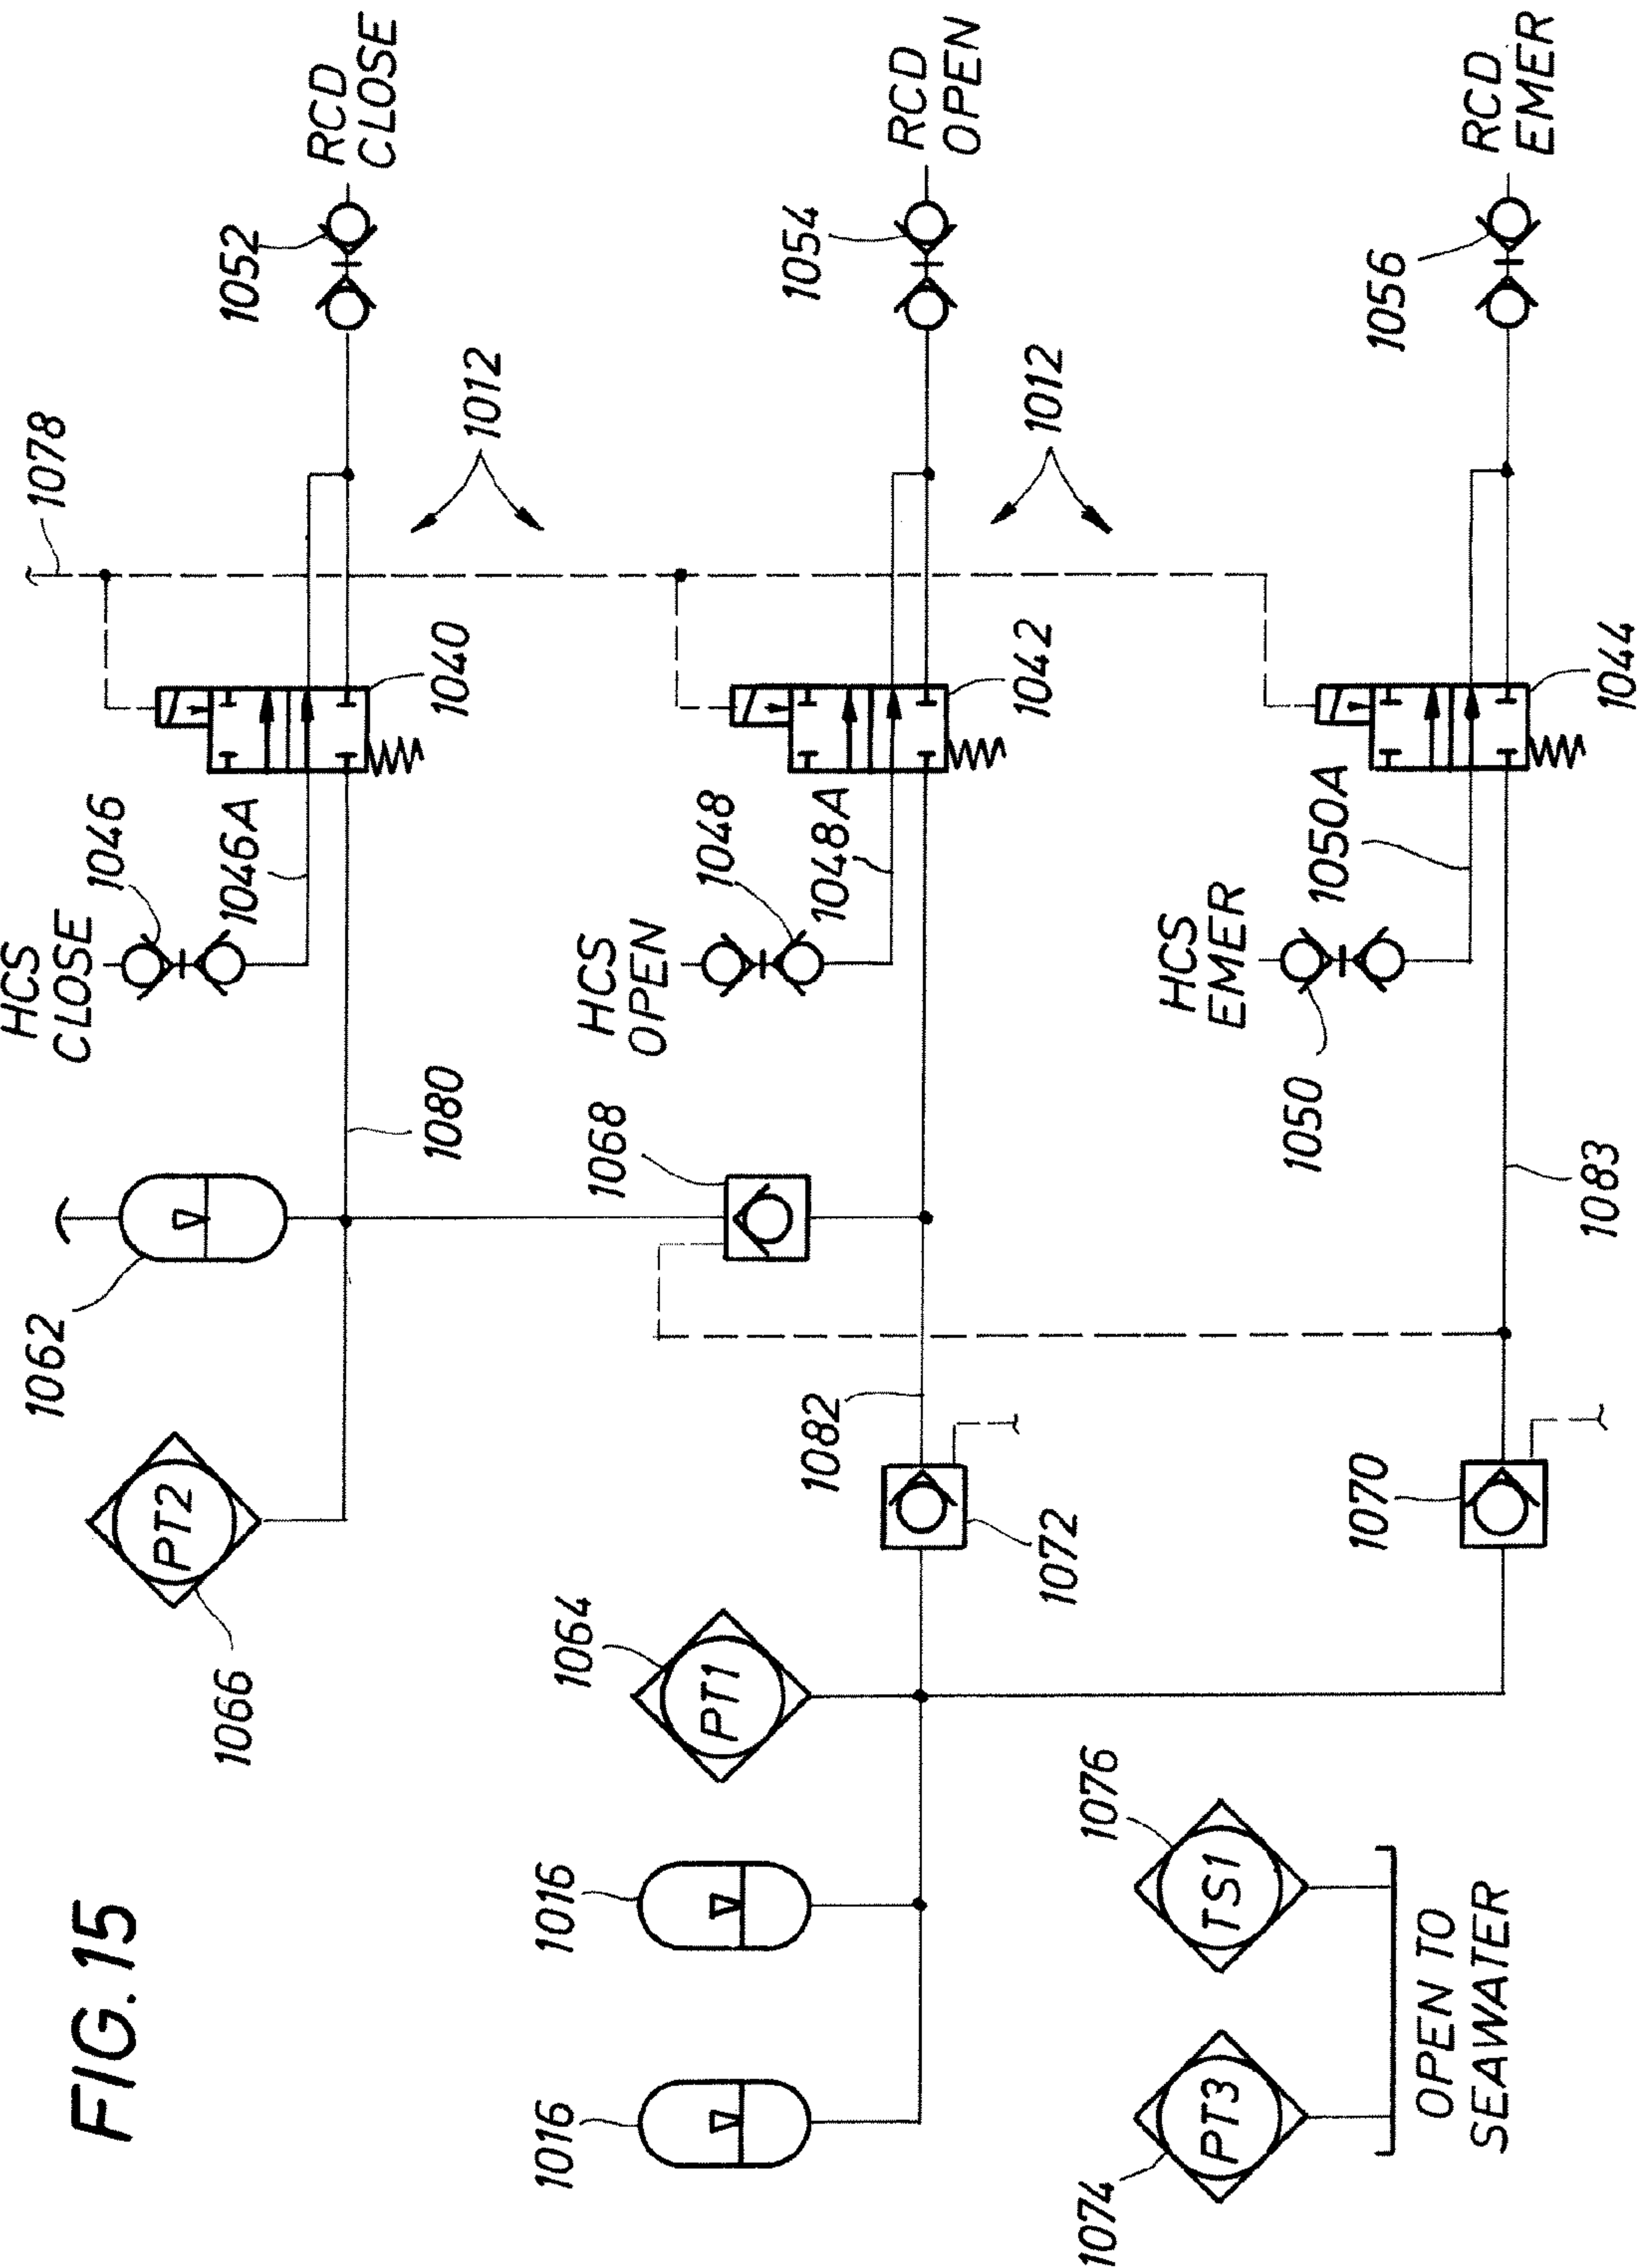 FIG. 15
1078
1052
RCD
CLOSE
1012
1040
HCS
CLOSE
1046
1046A
1080
1062
PT2
1066
1054
RCD
OPEN
1012
1042
HCS
OPEN
1048
1048A
1068
1082
1072
1064
PT1
1016
1016
1056
RCD
EMER
1044
HCS
EMER
1050
1050A
1083
1070
1076
TS1
1074
PT3
OPEN TO
SEAWATER